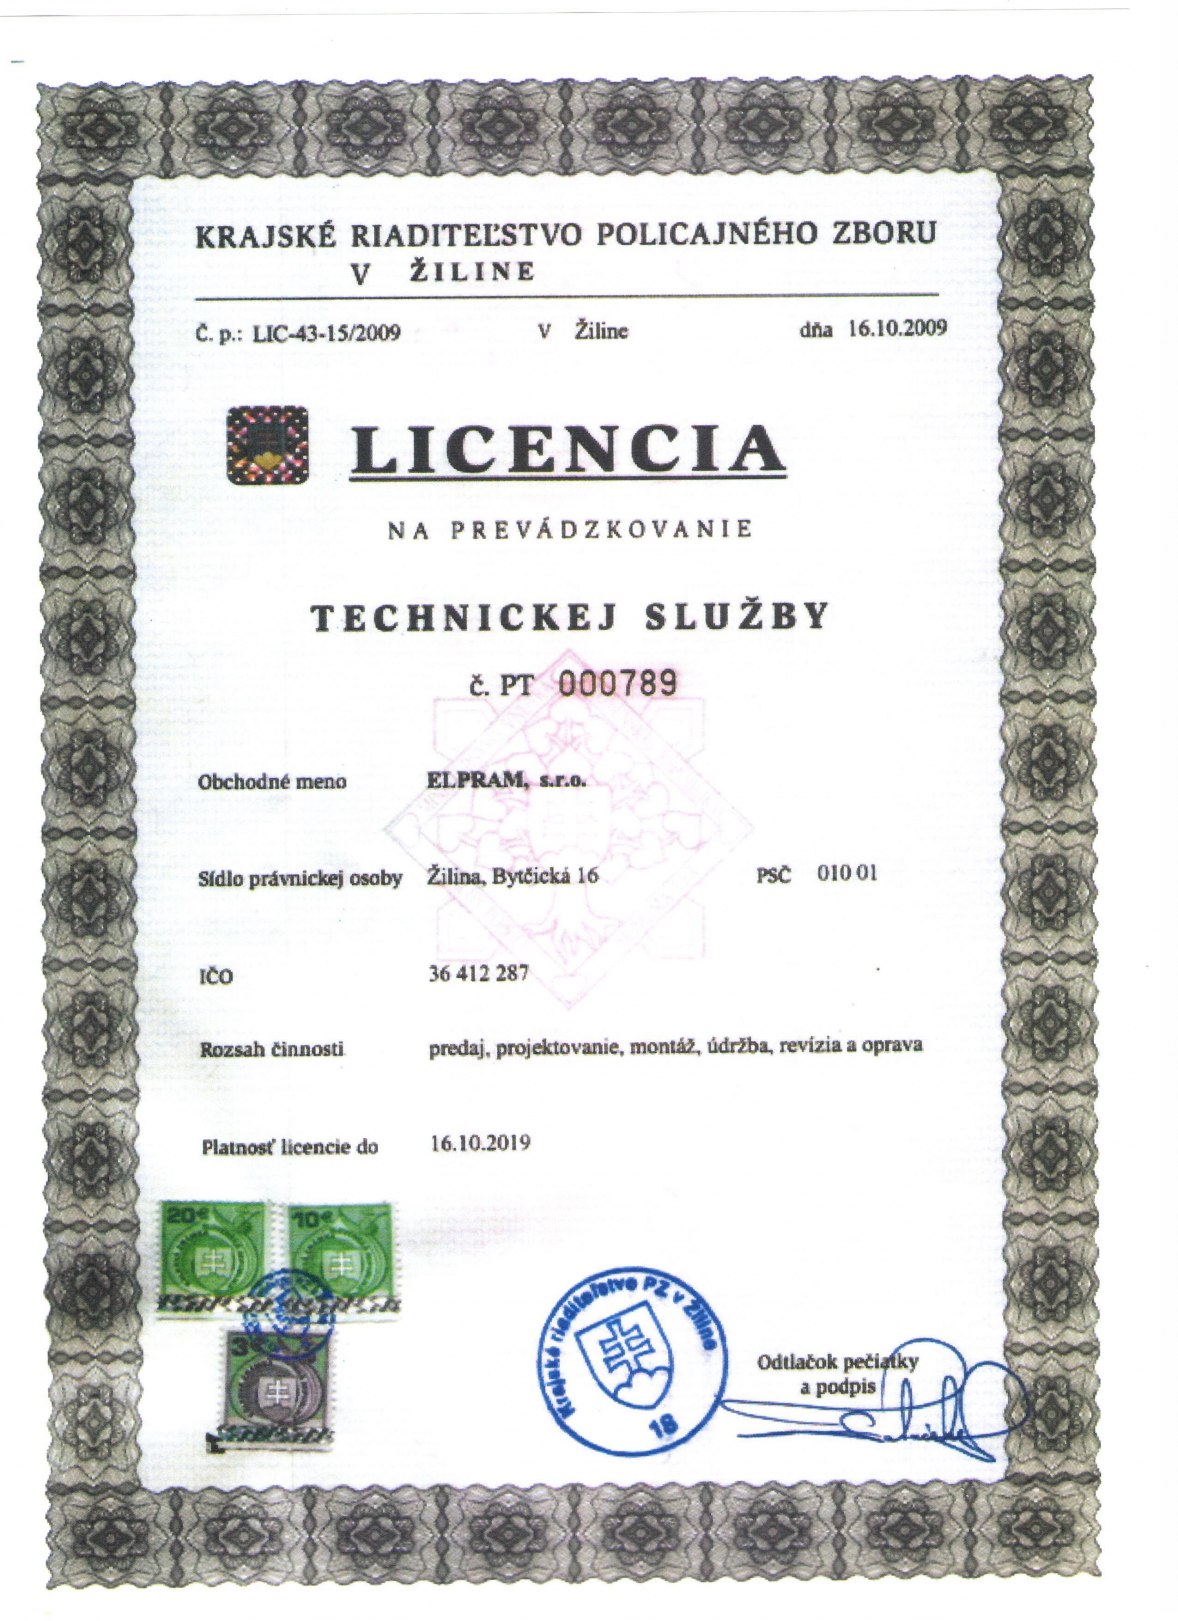 KRAJSKÉ RIADITEĽSTVO POLICAJNÉHO ZBORU
V ŽILINE
Č. p.: LIC-43-15/2009 V Žiline dňa 16.10.2009
LICENCIA
NA PREVÁDZKOVANIE
TECHNICKEJ SLUŽBY
č. PT 000789
Obchodné meno ELPRAM, s.r.o.
Sídlo právnickej osoby Žilina, Bytčická 16 PSČ 010 01
IČO 36 412 287
Rozsah činnosti predaj, projektovanie, montáž, údržba, revízia a oprava
Platnosť licencie do 16.10.2019
20€ 10€
3€
Krajské riaditeľstvo PZ v Žiline
18
Odtlačok pečiatky
a podpis